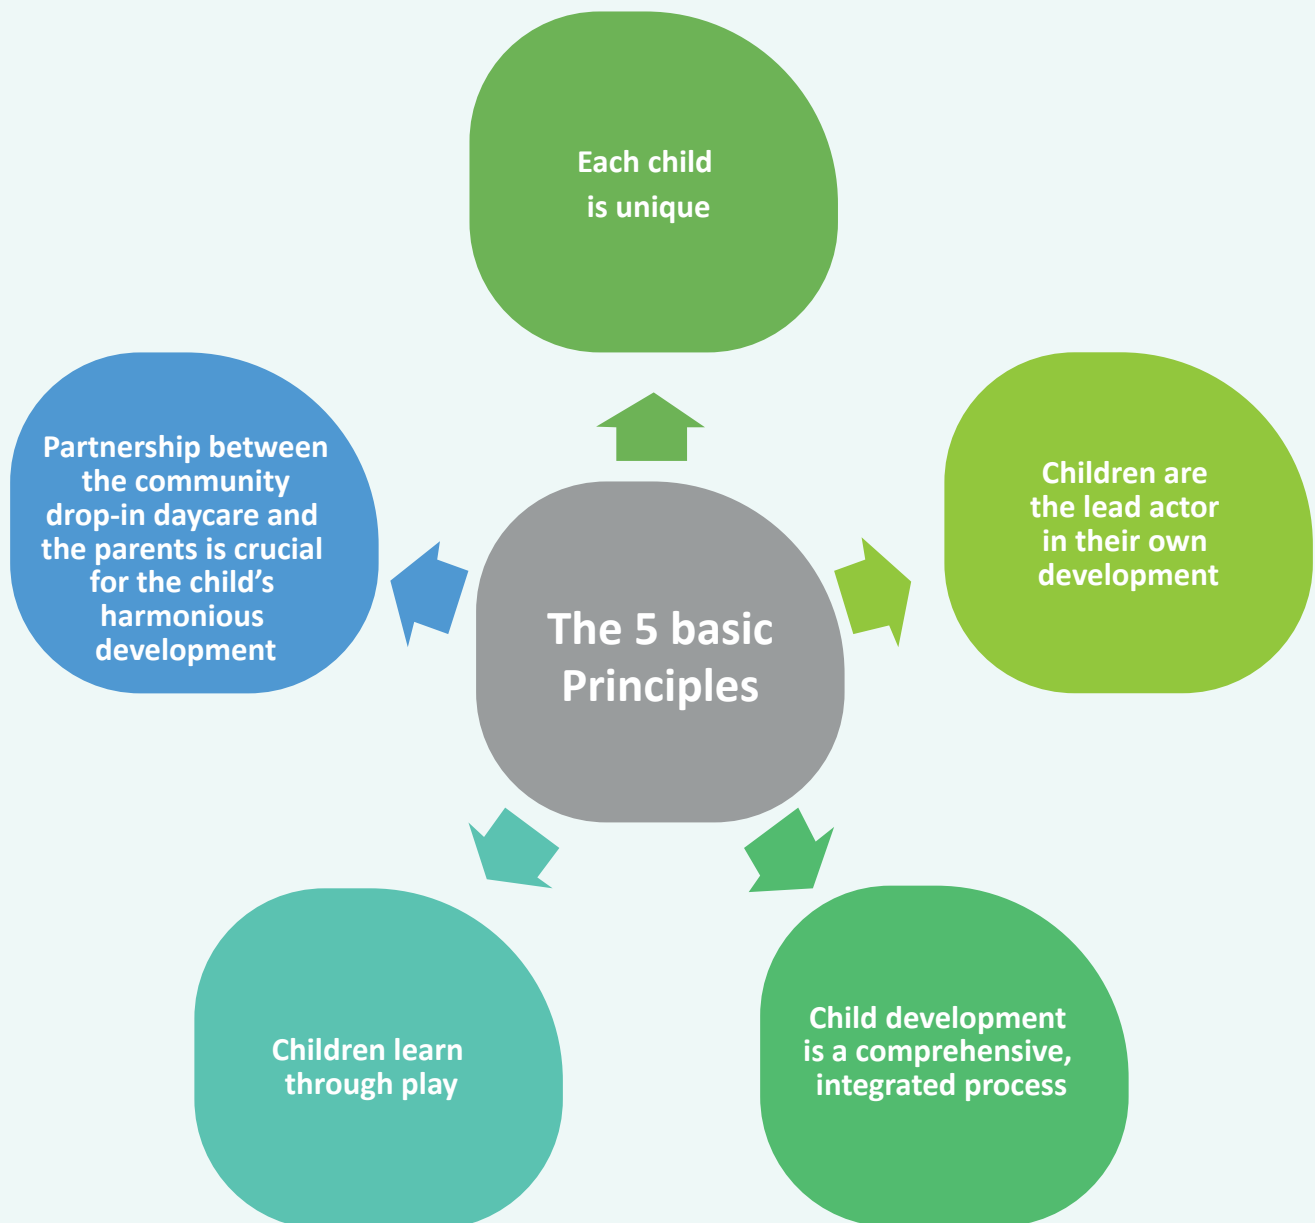 Each child
is unique
Partnership between
the community
drop-in daycare and
the parents is crucial
for the child’s
harmonious
development
Children are
the lead actor
in their own
development
The 5 basic
Principles
Children learn
through play
Child development
is a comprehensive,
integrated process